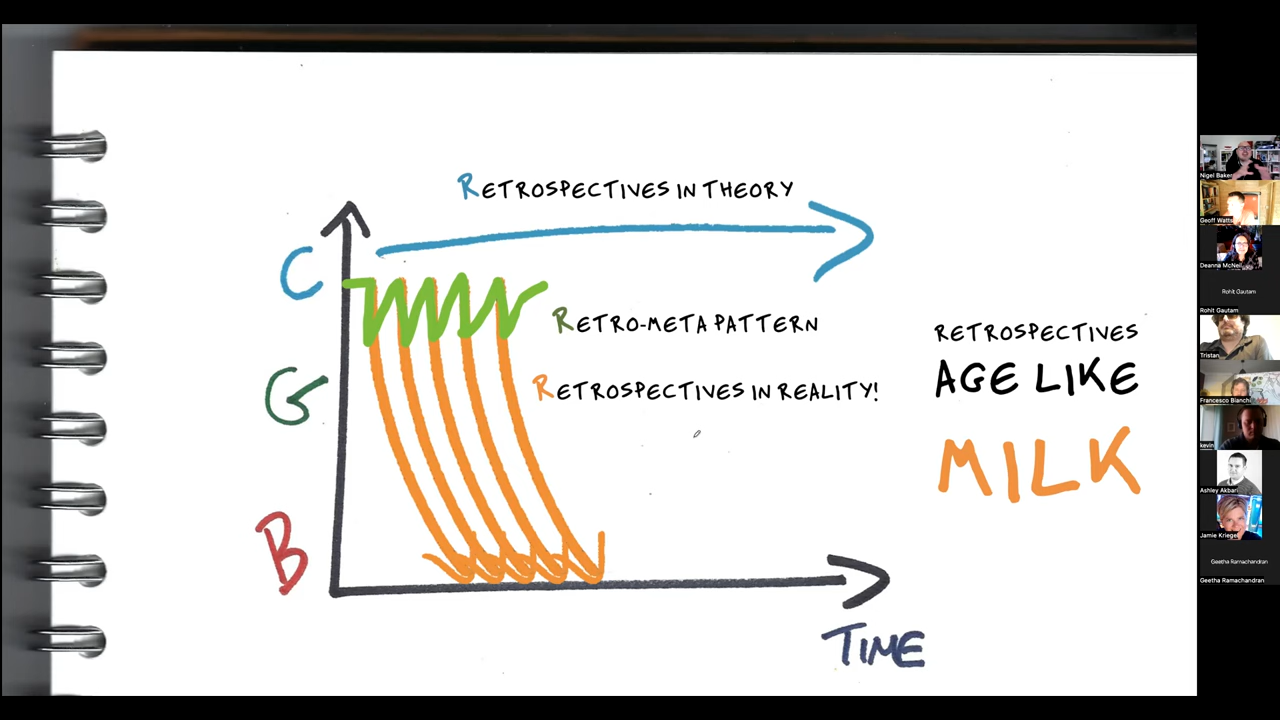 RETROSPECTIVES IN THEORY
C
RETRO-META PATTERN
RETROSPECTIVES
AGE LIKE
MILK
G
RETROSPECTIVES IN REALITY!
B
TIME
Nigel Baker
Geoff Watts
Deanna McNeil
Rohit Gautam
Rohit Gautam
Tristan
Francesco Bianchi
kevin
Ashley Akbari
Jamie Kriegel
Geetha Ramachandran
Geetha Ramachandran